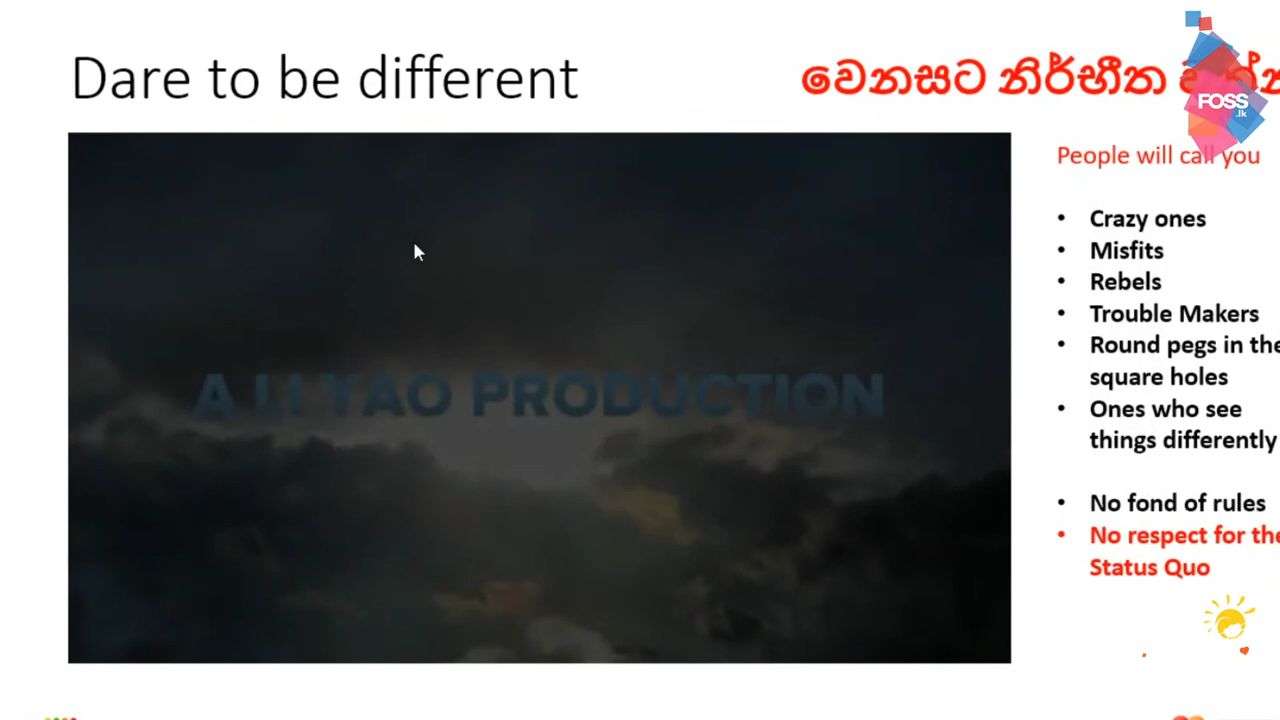 Dare to be different
වෙනසට නිර්භීත
FOSS
.lk
A LI YAO PRODUCTION
People will call you
• Crazy ones
• Misfits
• Rebels
• Trouble Makers
• Round pegs in the
square holes
• Ones who see
things differently
• No fond of rules
• No respect for the
Status Quo